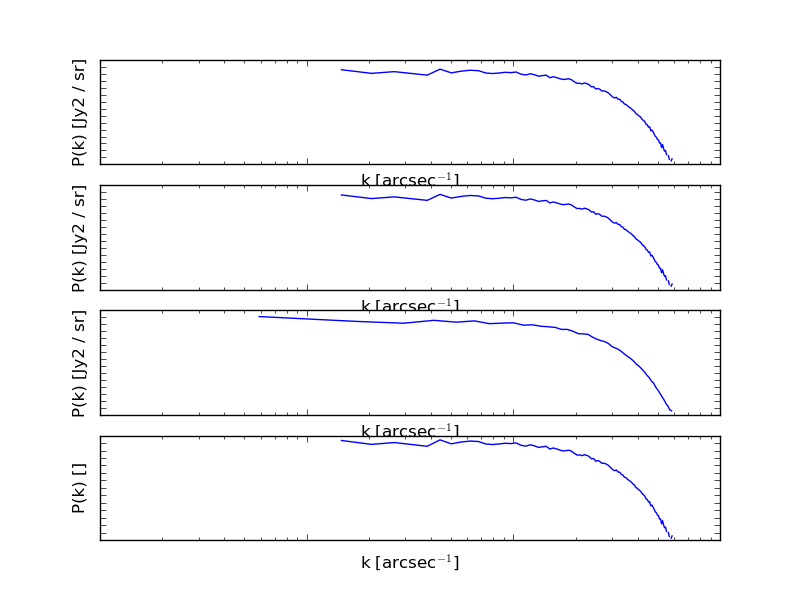 P(k) [Jy2 / sr]
k [arcsec⁻¹]
P(k) [Jy2 / sr]
k [arcsec⁻¹]
P(k) [Jy2 / sr]
k [arcsec⁻¹]
P(k) []
k [arcsec⁻¹]